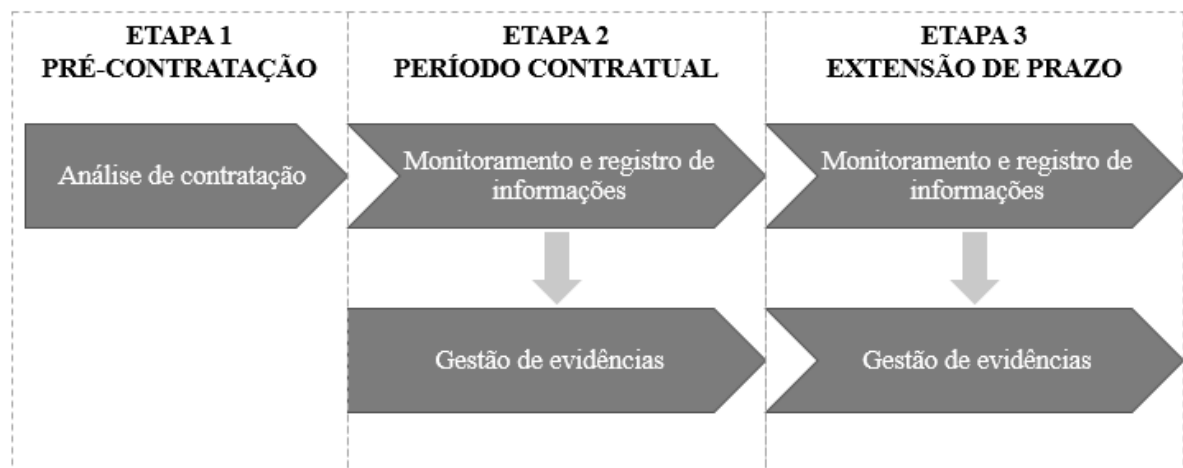 ETAPA 1
PRÉ-CONTRATAÇÃO
ETAPA 2
PERÍODO CONTRATUAL
ETAPA 3
EXTENSÃO DE PRAZO
Análise de contratação
Monitoramento e registro de
informações
Monitoramento e registro de
informações
Gestão de evidências
Gestão de evidências